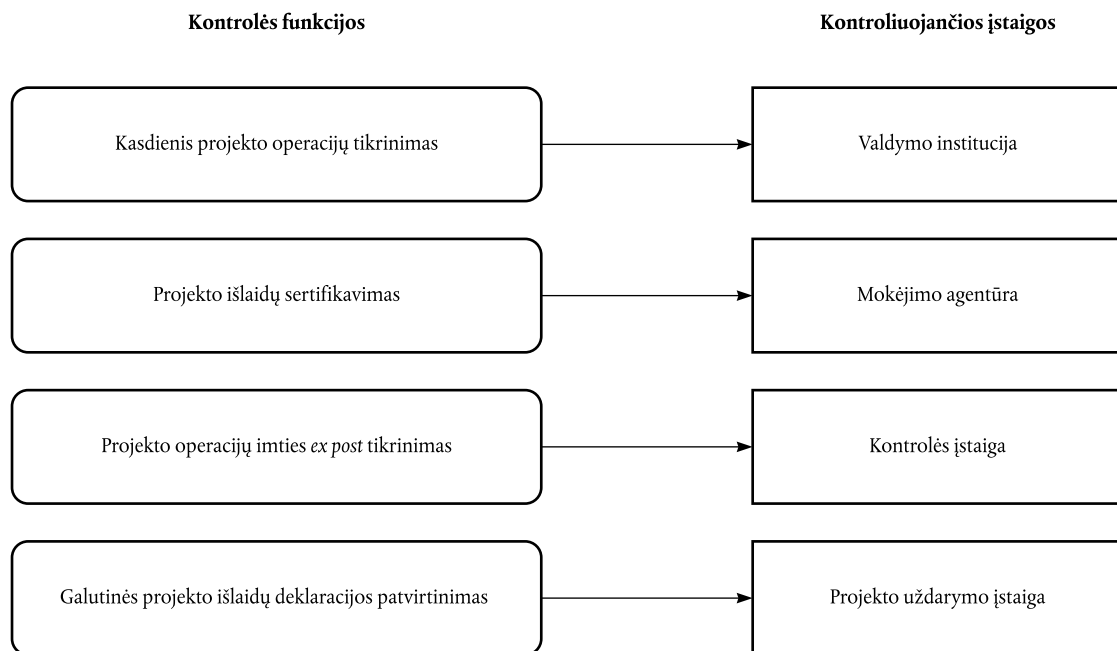 Kontrolės funkcijos
Kontroliuojančios įstaigos
Kasdienis projekto operacijų tikrinimas
Valdymo institucija
Projekto išlaidų sertifikavimas
Mokėjimo agentūra
Projekto operacijų imties ex post tikrinimas
Kontrolės įstaiga
Galutinės projekto išlaidų deklaracijos patvirtinimas
Projekto uždarymo įstaiga